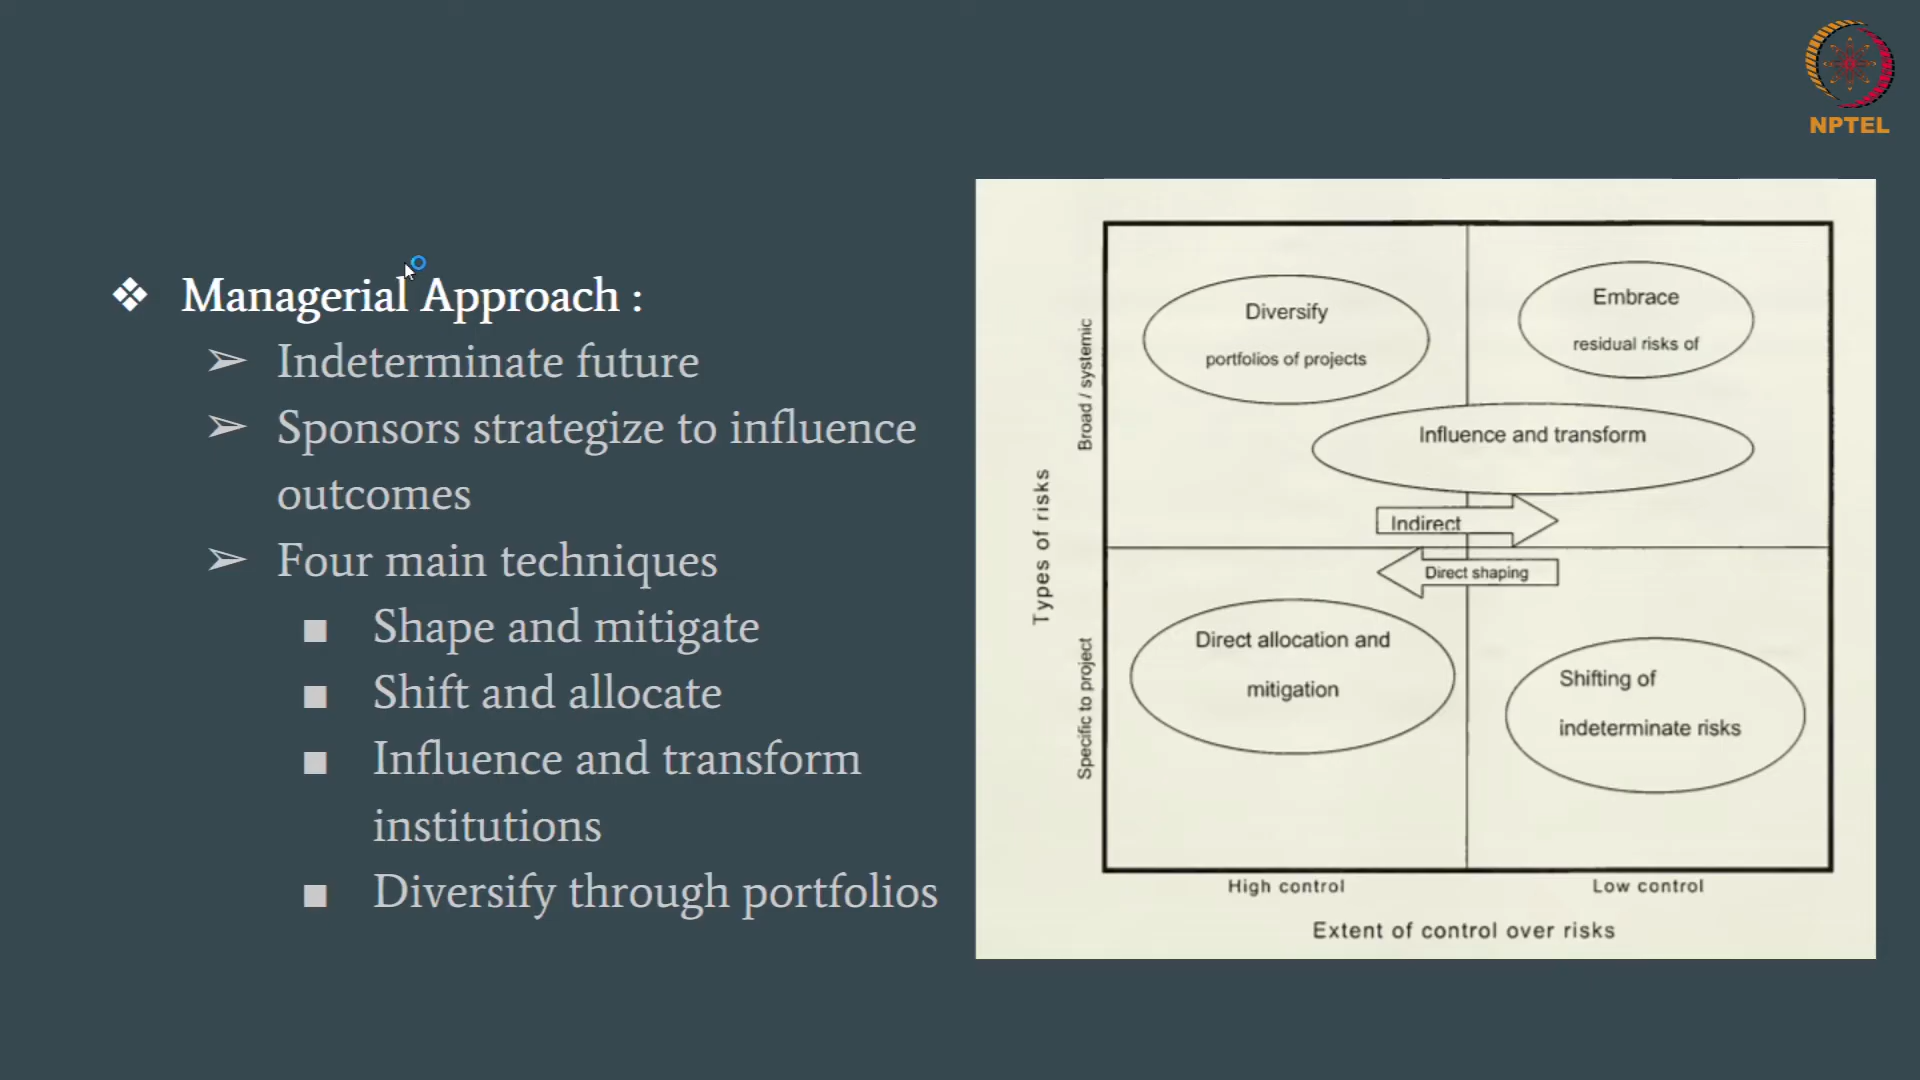 NPTEL
❖ Managerial Approach :
➢ Indeterminate future
➢ Sponsors strategize to influence
outcomes
➢ Four main techniques
■ Shape and mitigate
■ Shift and allocate
■ Influence and transform
institutions
■ Diversify through portfolios
Types of risks
Broad / systemic
Specific to project
Diversify
portfolios of projects
Embrace
residual risks of
Influence and transform
Indirect
Direct shaping
Direct allocation and
mitigation
Shifting of
indeterminate risks
High control
Low control
Extent of control over risks